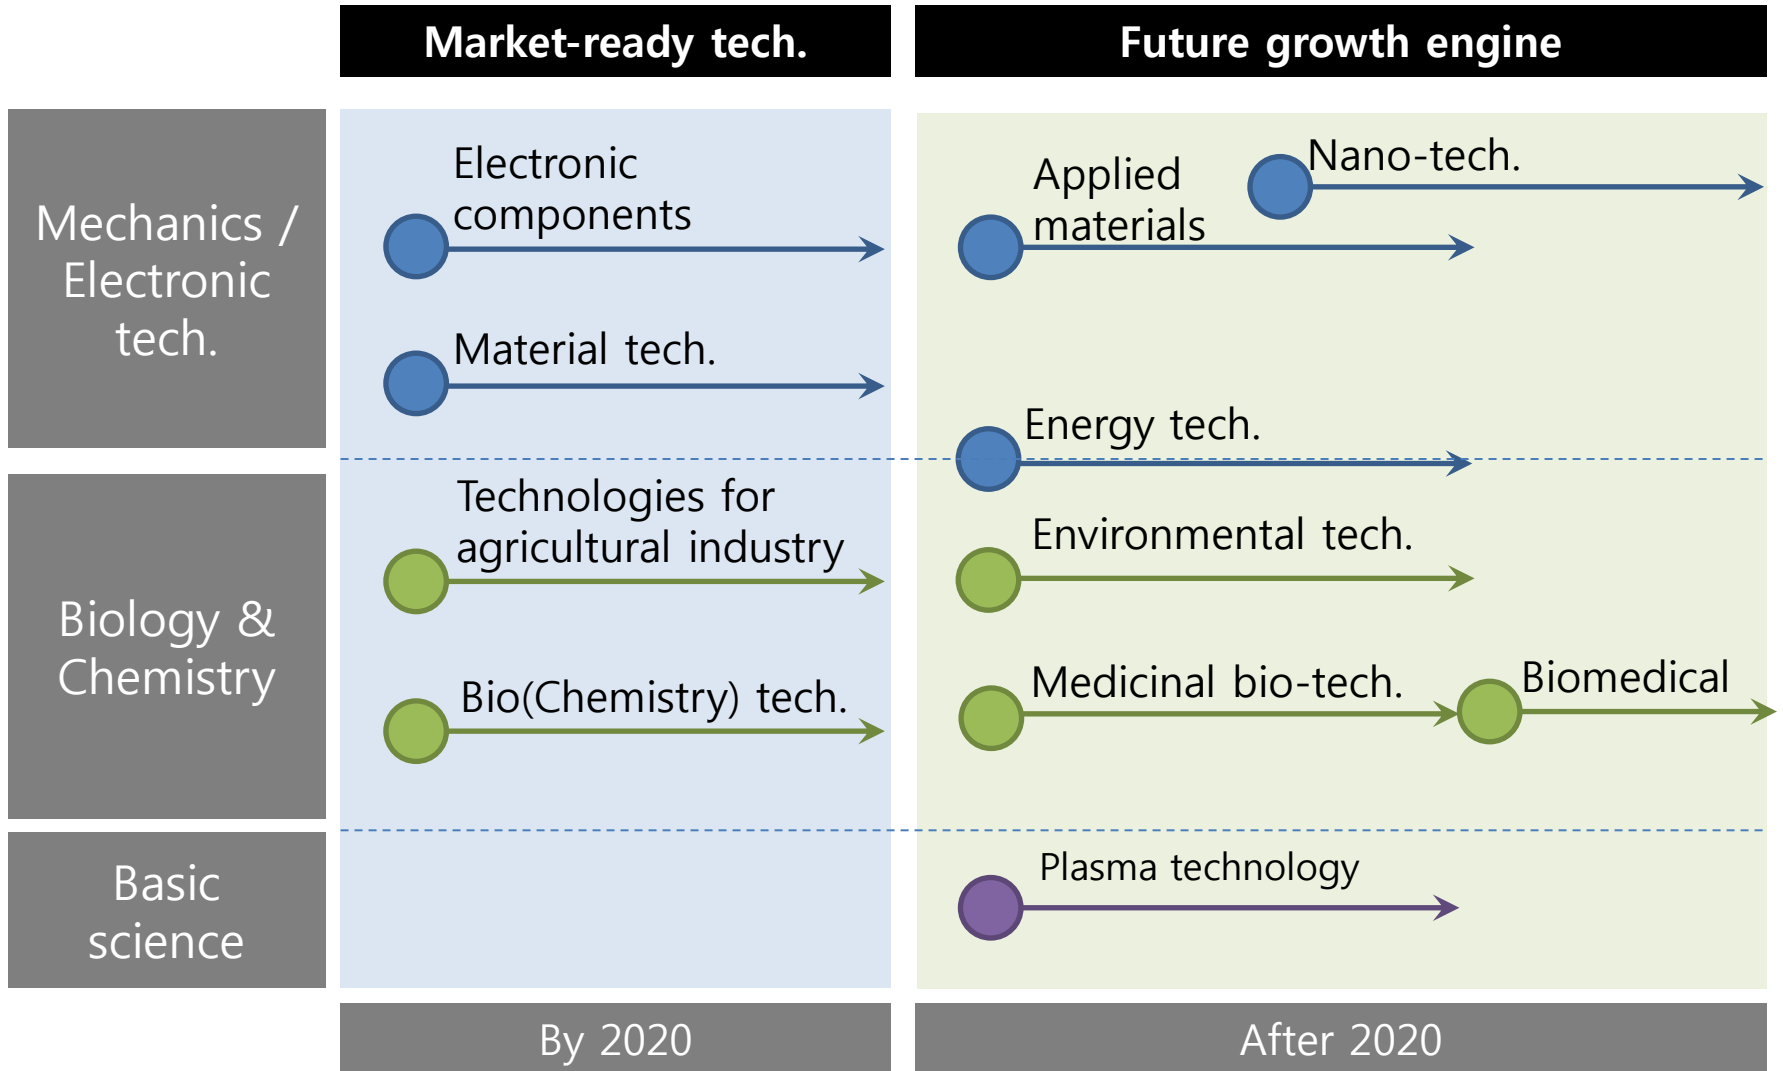 Market-ready tech.
Future growth engine
Mechanics /
Electronic
tech.
Electronic
components
Material tech.
Applied
materials
Nano-tech.
Energy tech.
Biology &
Chemistry
Technologies for
agricultural industry
Bio(Chemistry) tech.
Environmental tech.
Medicinal bio-tech.
Biomedical
Basic
science
Plasma technology
By 2020
After 2020